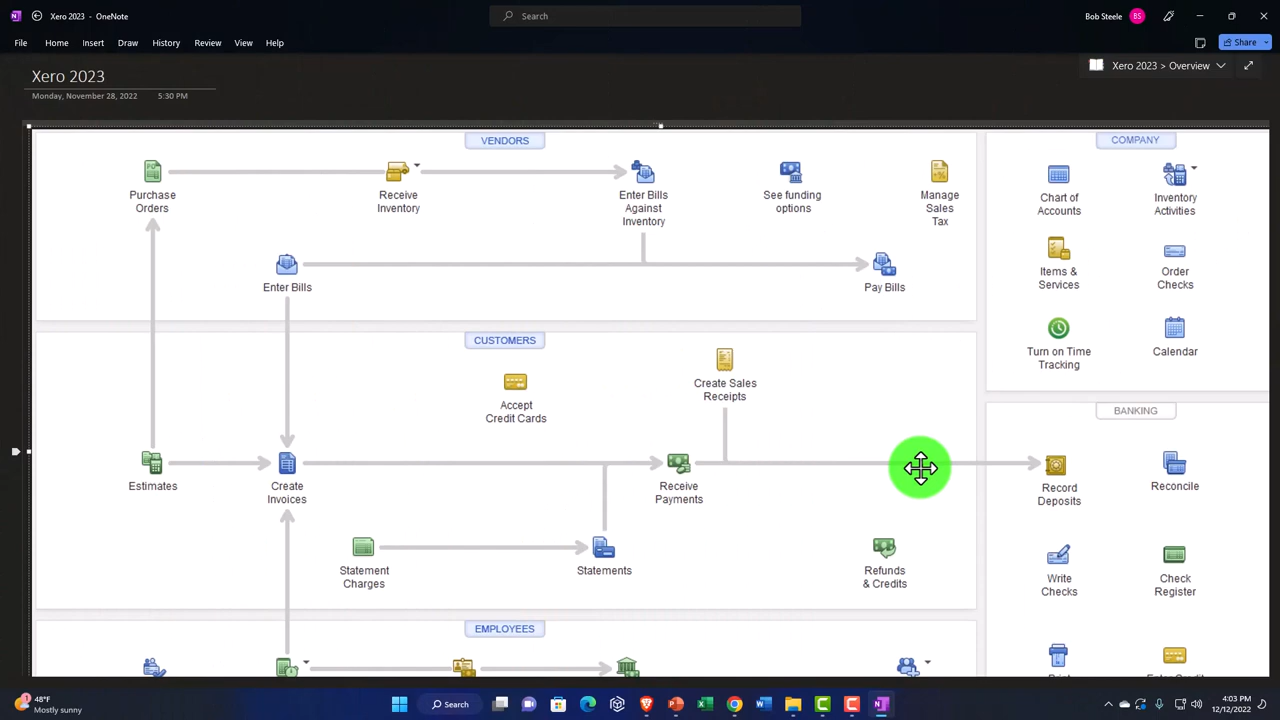 Xero 2023 - OneNote
Search
Bob Steele
BS
File
Home
Insert
Draw
History
Review
View
Help
Share
Xero 2023
Monday, November 28, 2022
5:30 PM
Xero 2023 > Overview
VENDORS
Purchase
Orders
Receive
Inventory
Enter Bills
Against
Inventory
See funding
options
Manage
Sales
Tax
Enter Bills
Pay Bills
CUSTOMERS
Create Sales
Receipts
Accept
Credit Cards
Estimates
Create
Invoices
Receive
Payments
Statement
Charges
Statements
Refunds
& Credits
EMPLOYEES
COMPANY
Chart of
Accounts
Inventory
Activities
Items &
Services
Order
Checks
Turn on Time
Tracking
Calendar
BANKING
Record
Deposits
Reconcile
Write
Checks
Check
Register
48°F
Mostly sunny
Search
4:03 PM
12/12/2022